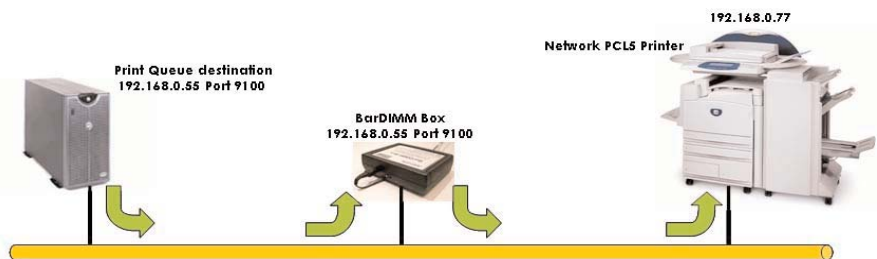 192.168.0.77
Network PCL5 Printer
Print Queue destination
192.168.0.55 Port 9100
BarDIMM Box
192.168.0.55 Port 9100